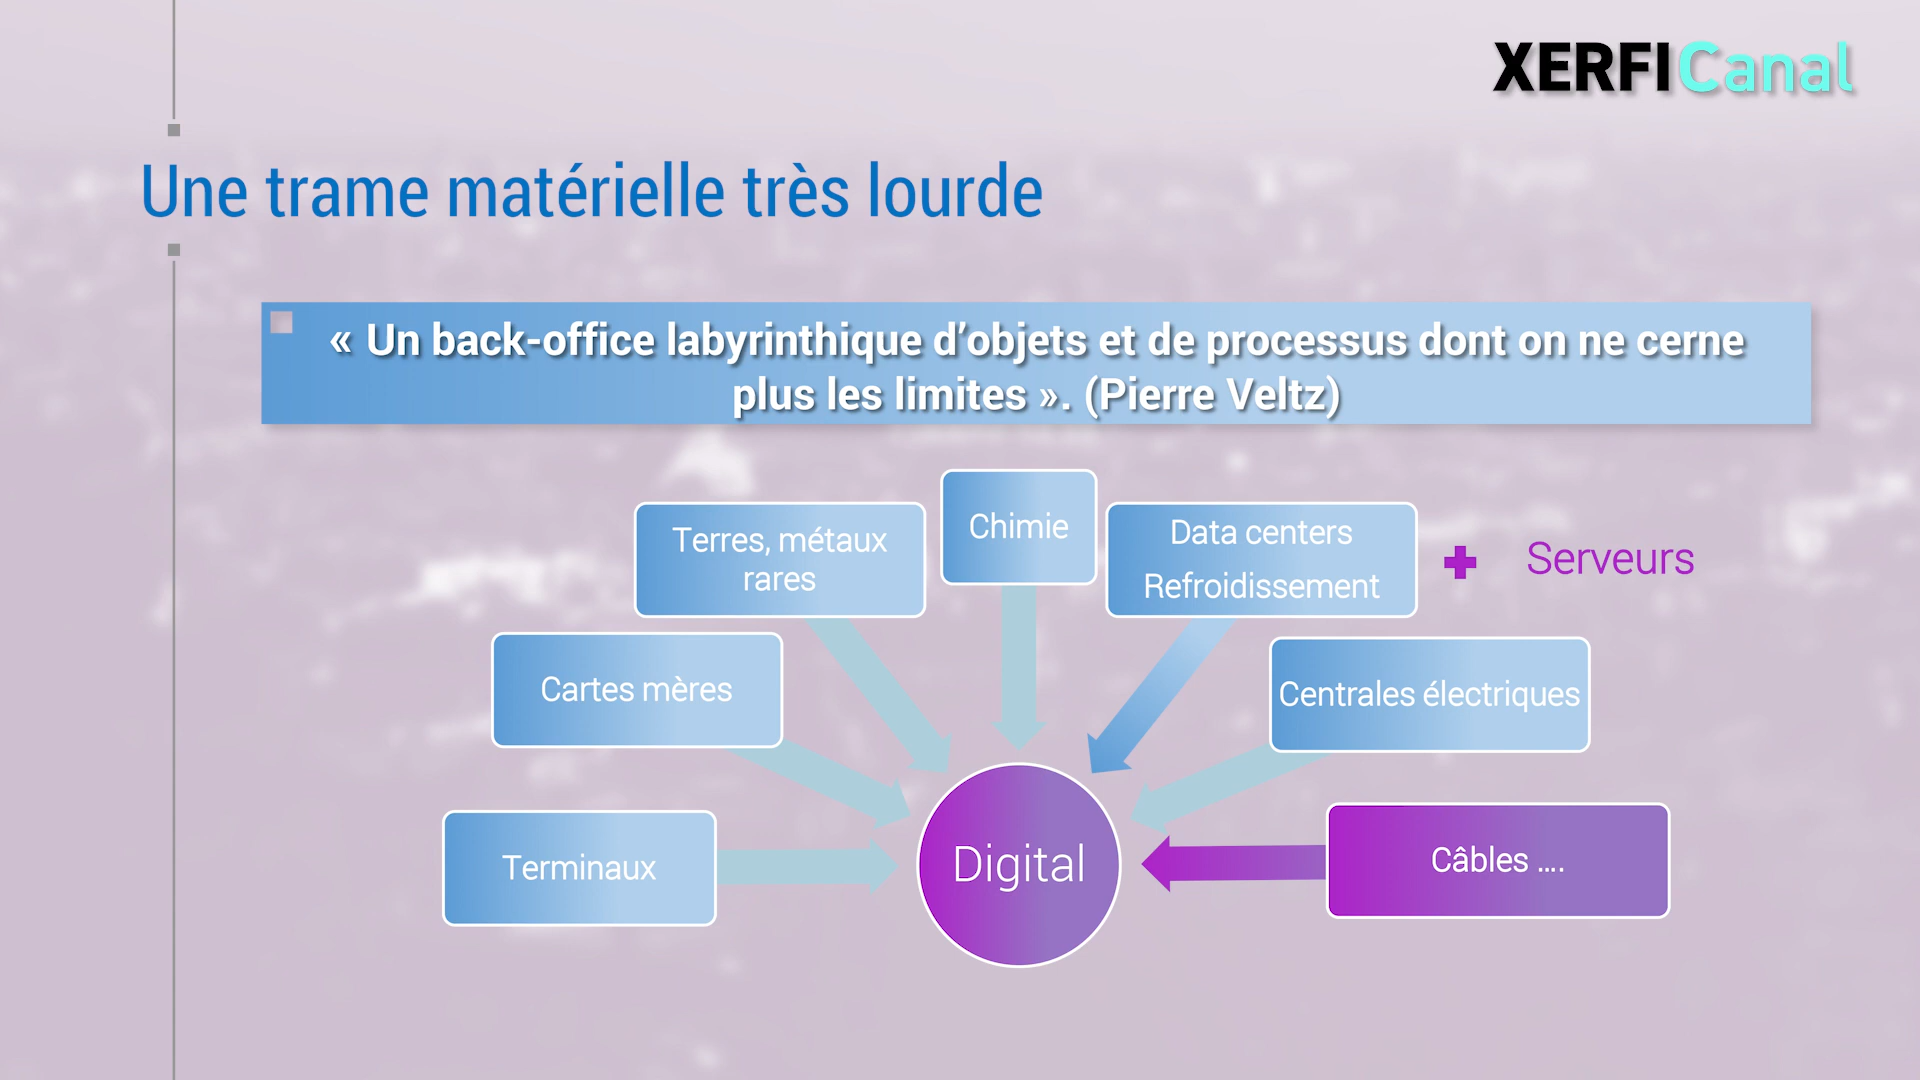 XERFI Canal
Une trame matérielle très lourde
« Un back-office labyrinthique d’objets et de processus dont on ne cerne
plus les limites ». (Pierre Veltz)
Chimie
Terres, métaux
rares
Data centers
Refroidissement
Serveurs
Cartes mères
Centrales électriques
Terminaux
Digital
Câbles ....